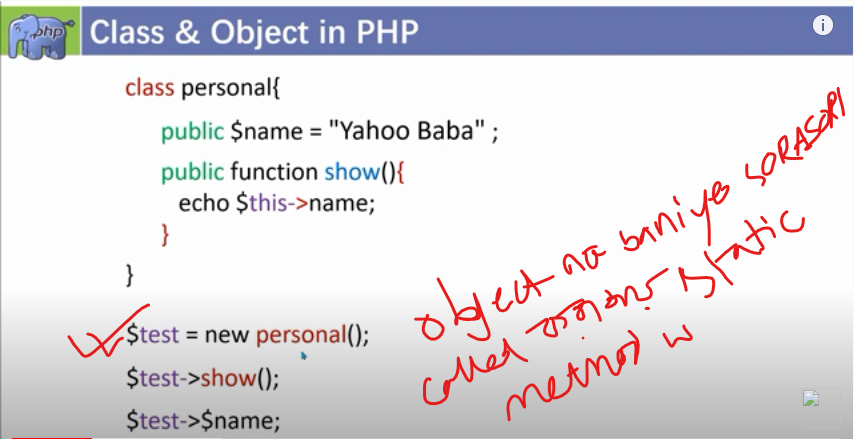 php
Class & Object in PHP
class personal{
public $name = "Yahoo Baba" ;
public function show(){
echo $this->name;
}
}
$test = new personal();
$test->show();
$test->$name;
object na baniye SORASORI
called static
method